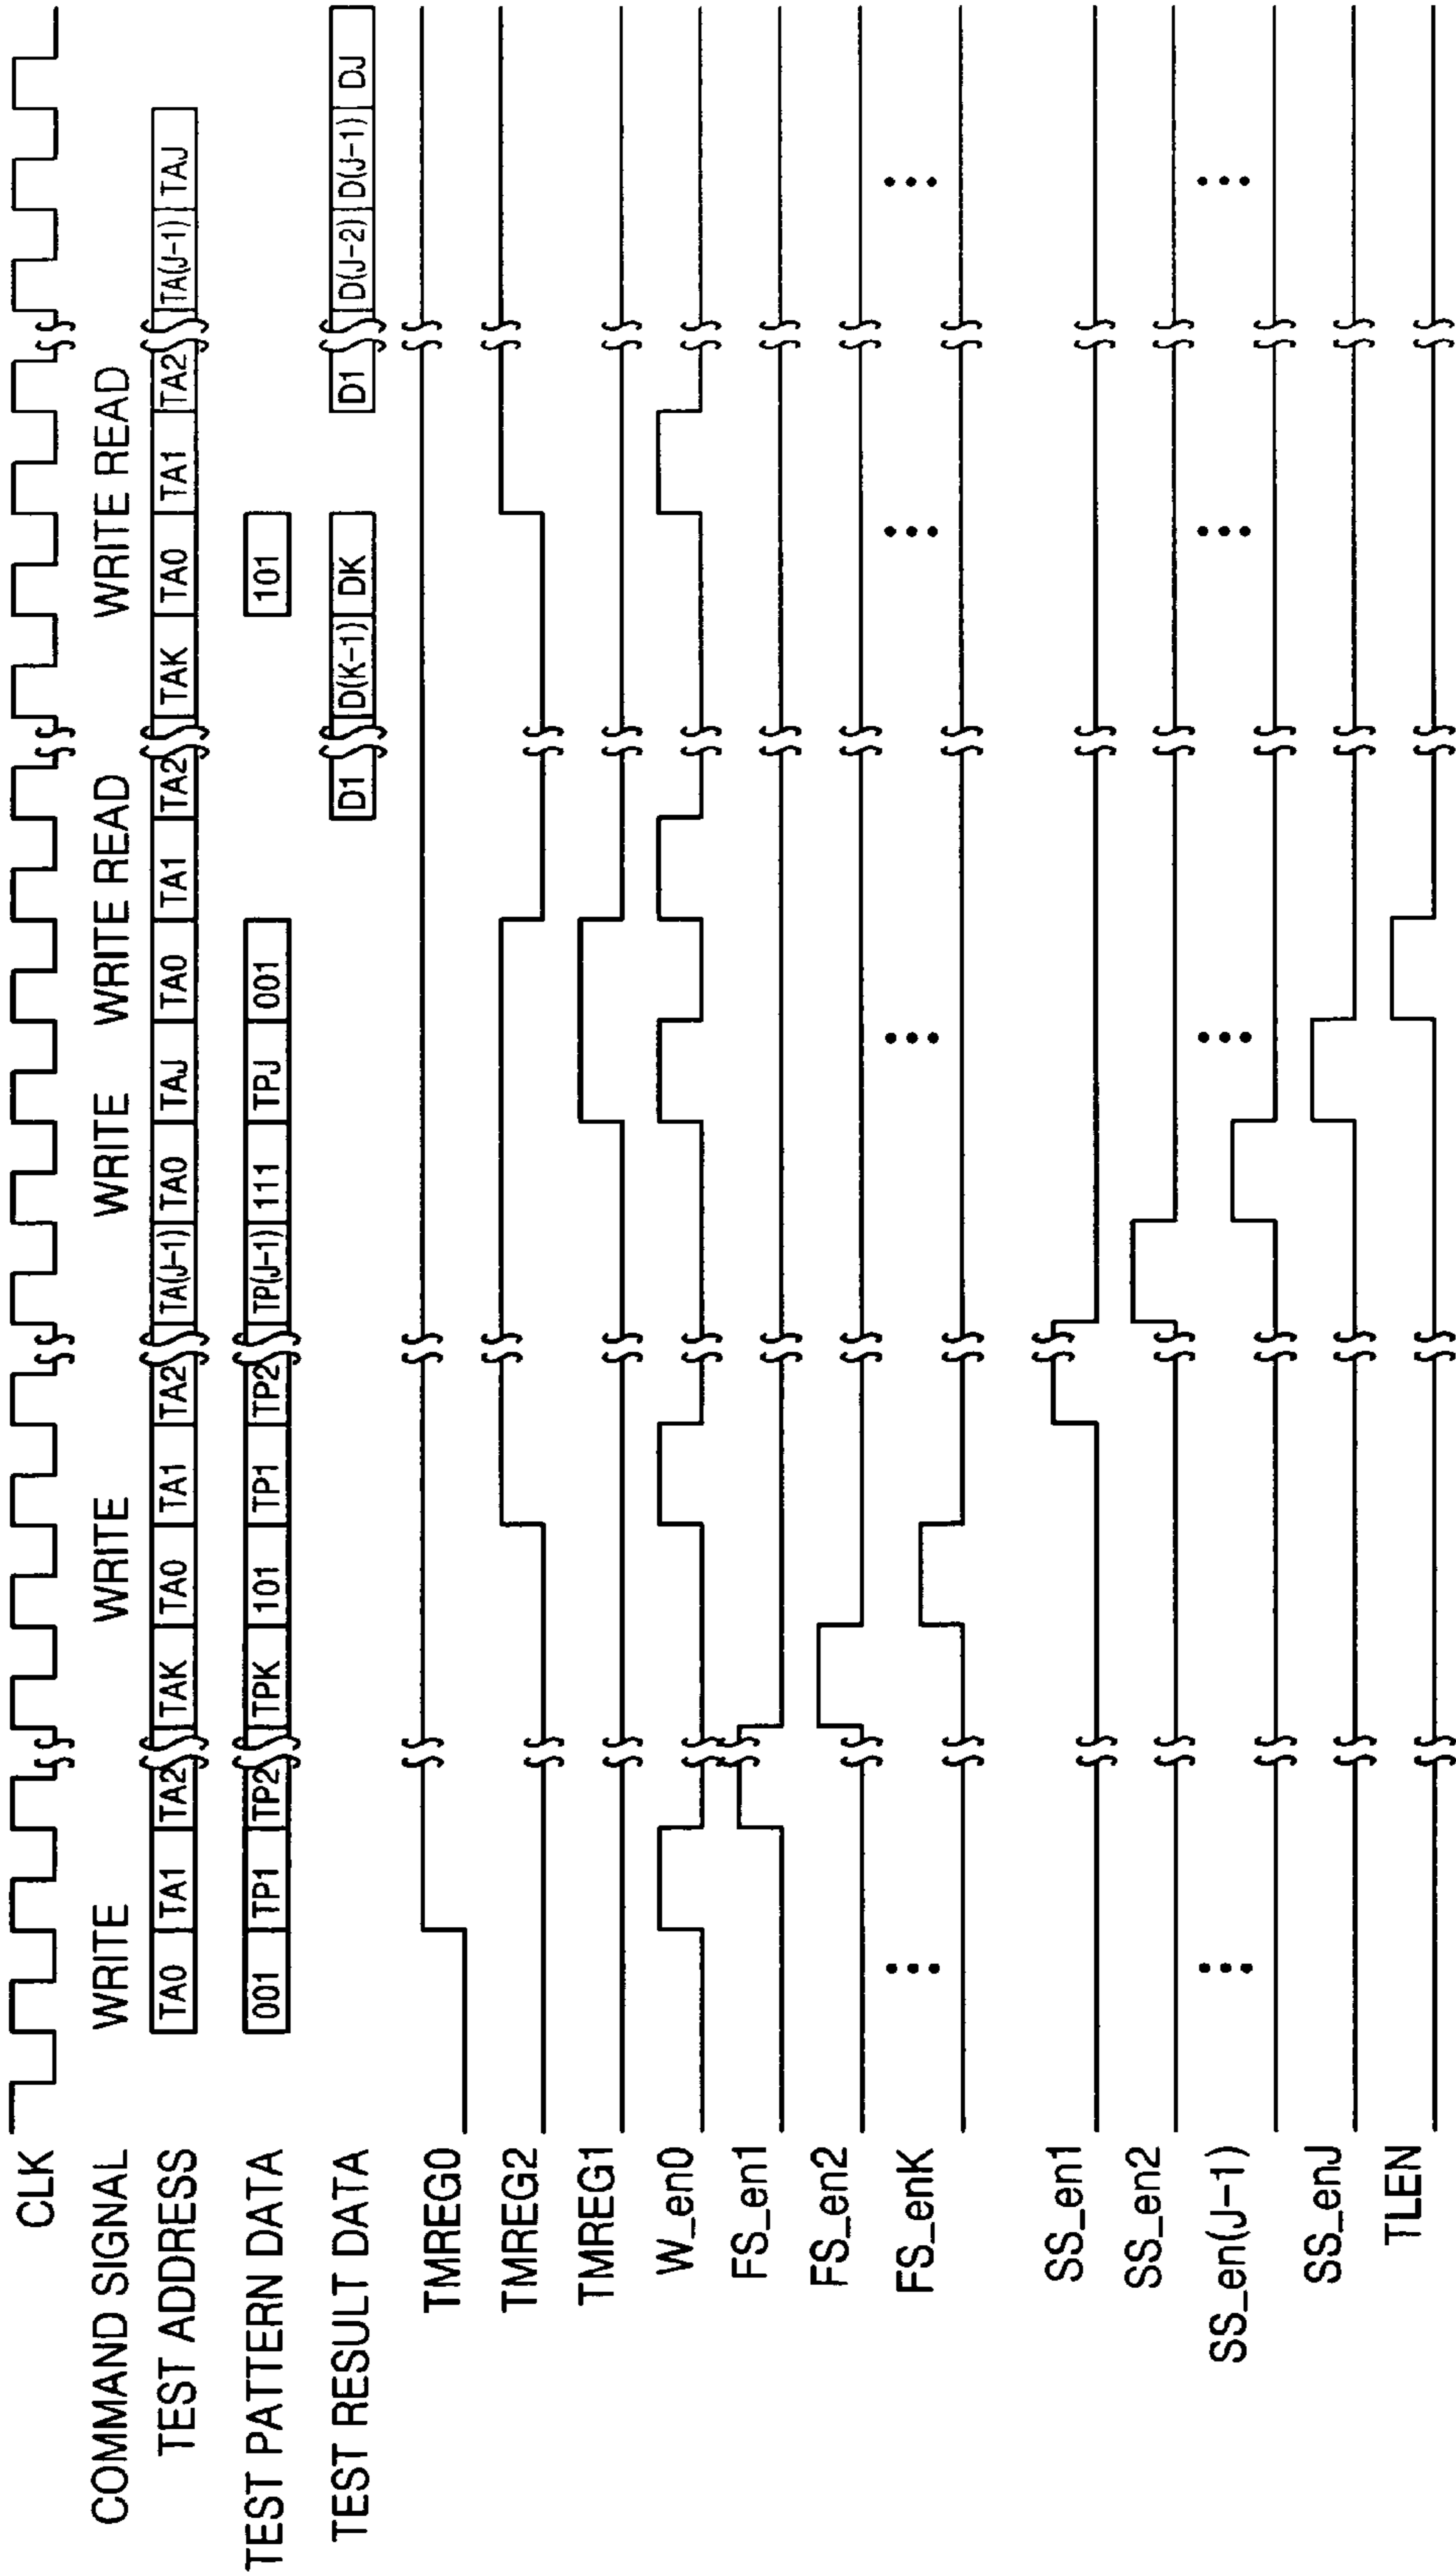 CLK
COMMAND SIGNAL WRITE WRITE WRITE WRITE READ WRITE READ
TEST ADDRESS TA0 TA1 TA2 TAK TA0 TA1 TA2 TA(J-1) TA0 TAJ TA0 TA1 TA2 TAK TA0 TA1 TA2 TA(J-1) TAJ
TEST PATTERN DATA 001 TP1 TP2 TPK 101 TP1 TP2 TP(J-1) 111 TPJ 001 101
TEST RESULT DATA D1 D(K-1) DK D1 D(J-2) D(J-1) DJ
TMREG0
TMREG2
TMREG1
W_en0
FS_en1
FS_en2
FS_enK
SS_en1
SS_en2
SS_en(J-1)
SS_enJ
TLEN